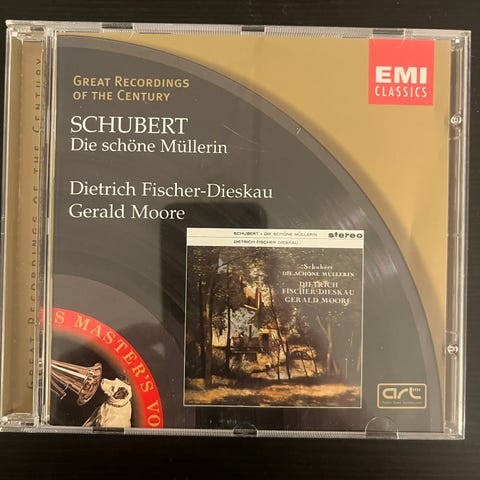 GREAT RECORDINGS
OF THE CENTURY
EMI
CLASSICS
SCHUBERT
Die schöne Müllerin
Dietrich Fischer-Dieskau
Gerald Moore
SCHUBERT · DIE SCHÖNE MÜLLERIN stereo
DIETRICH FISCHER-DIESKAU
Schubert
DIE SCHÖNE MÜLLERIN
DIETRICH
FISCHER-DIESKAU
GERALD MOORE
S MASTER'S VO
art
GREAT RECORDINGS OF THE CENTURY